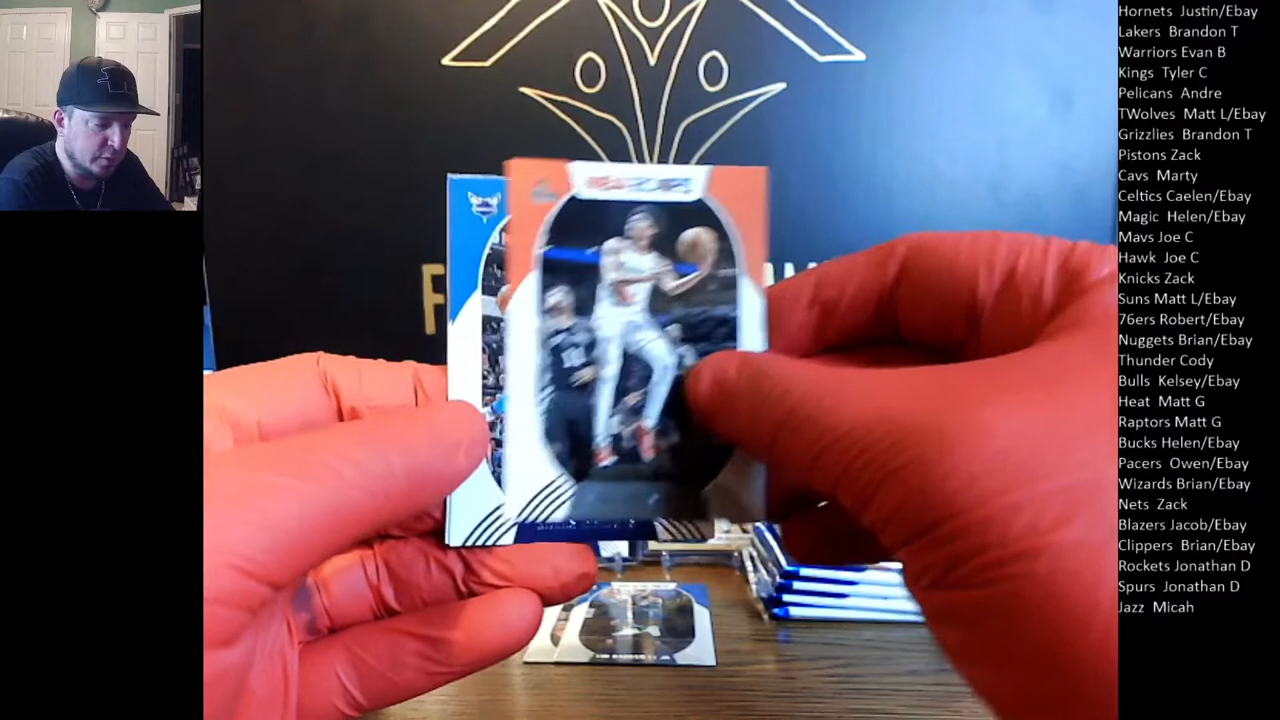 Hornets Justin/Ebay
Lakers Brandon T
Warriors Evan B
Kings Tyler C
Pelicans Andre
TWolves Matt L/Ebay
Grizzlies Brandon T
Pistons Zack
Cavs Marty
Celtics Caelen/Ebay
Magic Helen/Ebay
Mavs Joe C
Hawk Joe C
Knicks Zack
Suns Matt L/Ebay
76ers Robert/Ebay
Nuggets Brian/Ebay
Thunder Cody
Bulls Kelsey/Ebay
Heat Matt G
Raptors Matt G
Bucks Helen/Ebay
Pacers Owen/Ebay
Wizards Brian/Ebay
Nets Zack
Blazers Jacob/Ebay
Clippers Brian/Ebay
Rockets Jonathan D
Spurs Jonathan D
Jazz Micah